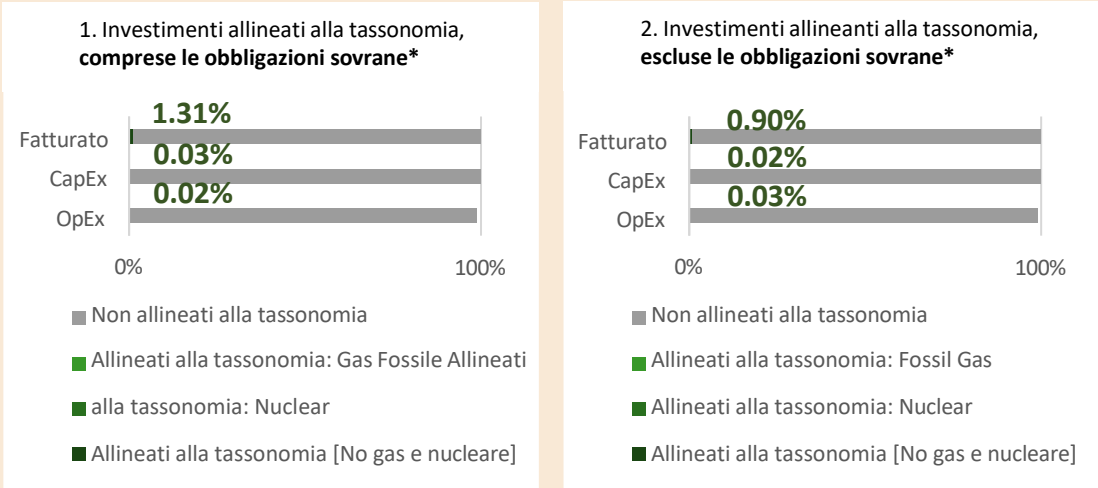 1. Investimenti allineati alla tassonomia,
comprese le obbligazioni sovrane*
1.31%
Fatturato
0.03%
CapEx
0.02%
OpEx
0%
100%
Non allineati alla tassonomia
Allineati alla tassonomia: Gas Fossile Allineati
alla tassonomia: Nuclear
Allineati alla tassonomia [No gas e nucleare]
2. Investimenti allineanti alla tassonomia,
escluse le obbligazioni sovrane*
0.90%
Fatturato
0.02%
CapEx
0.03%
OpEx
0%
100%
Non allineati alla tassonomia
Allineati alla tassonomia: Fossil Gas
Allineati alla tassonomia: Nuclear
Allineati alla tassonomia [No gas e nucleare]